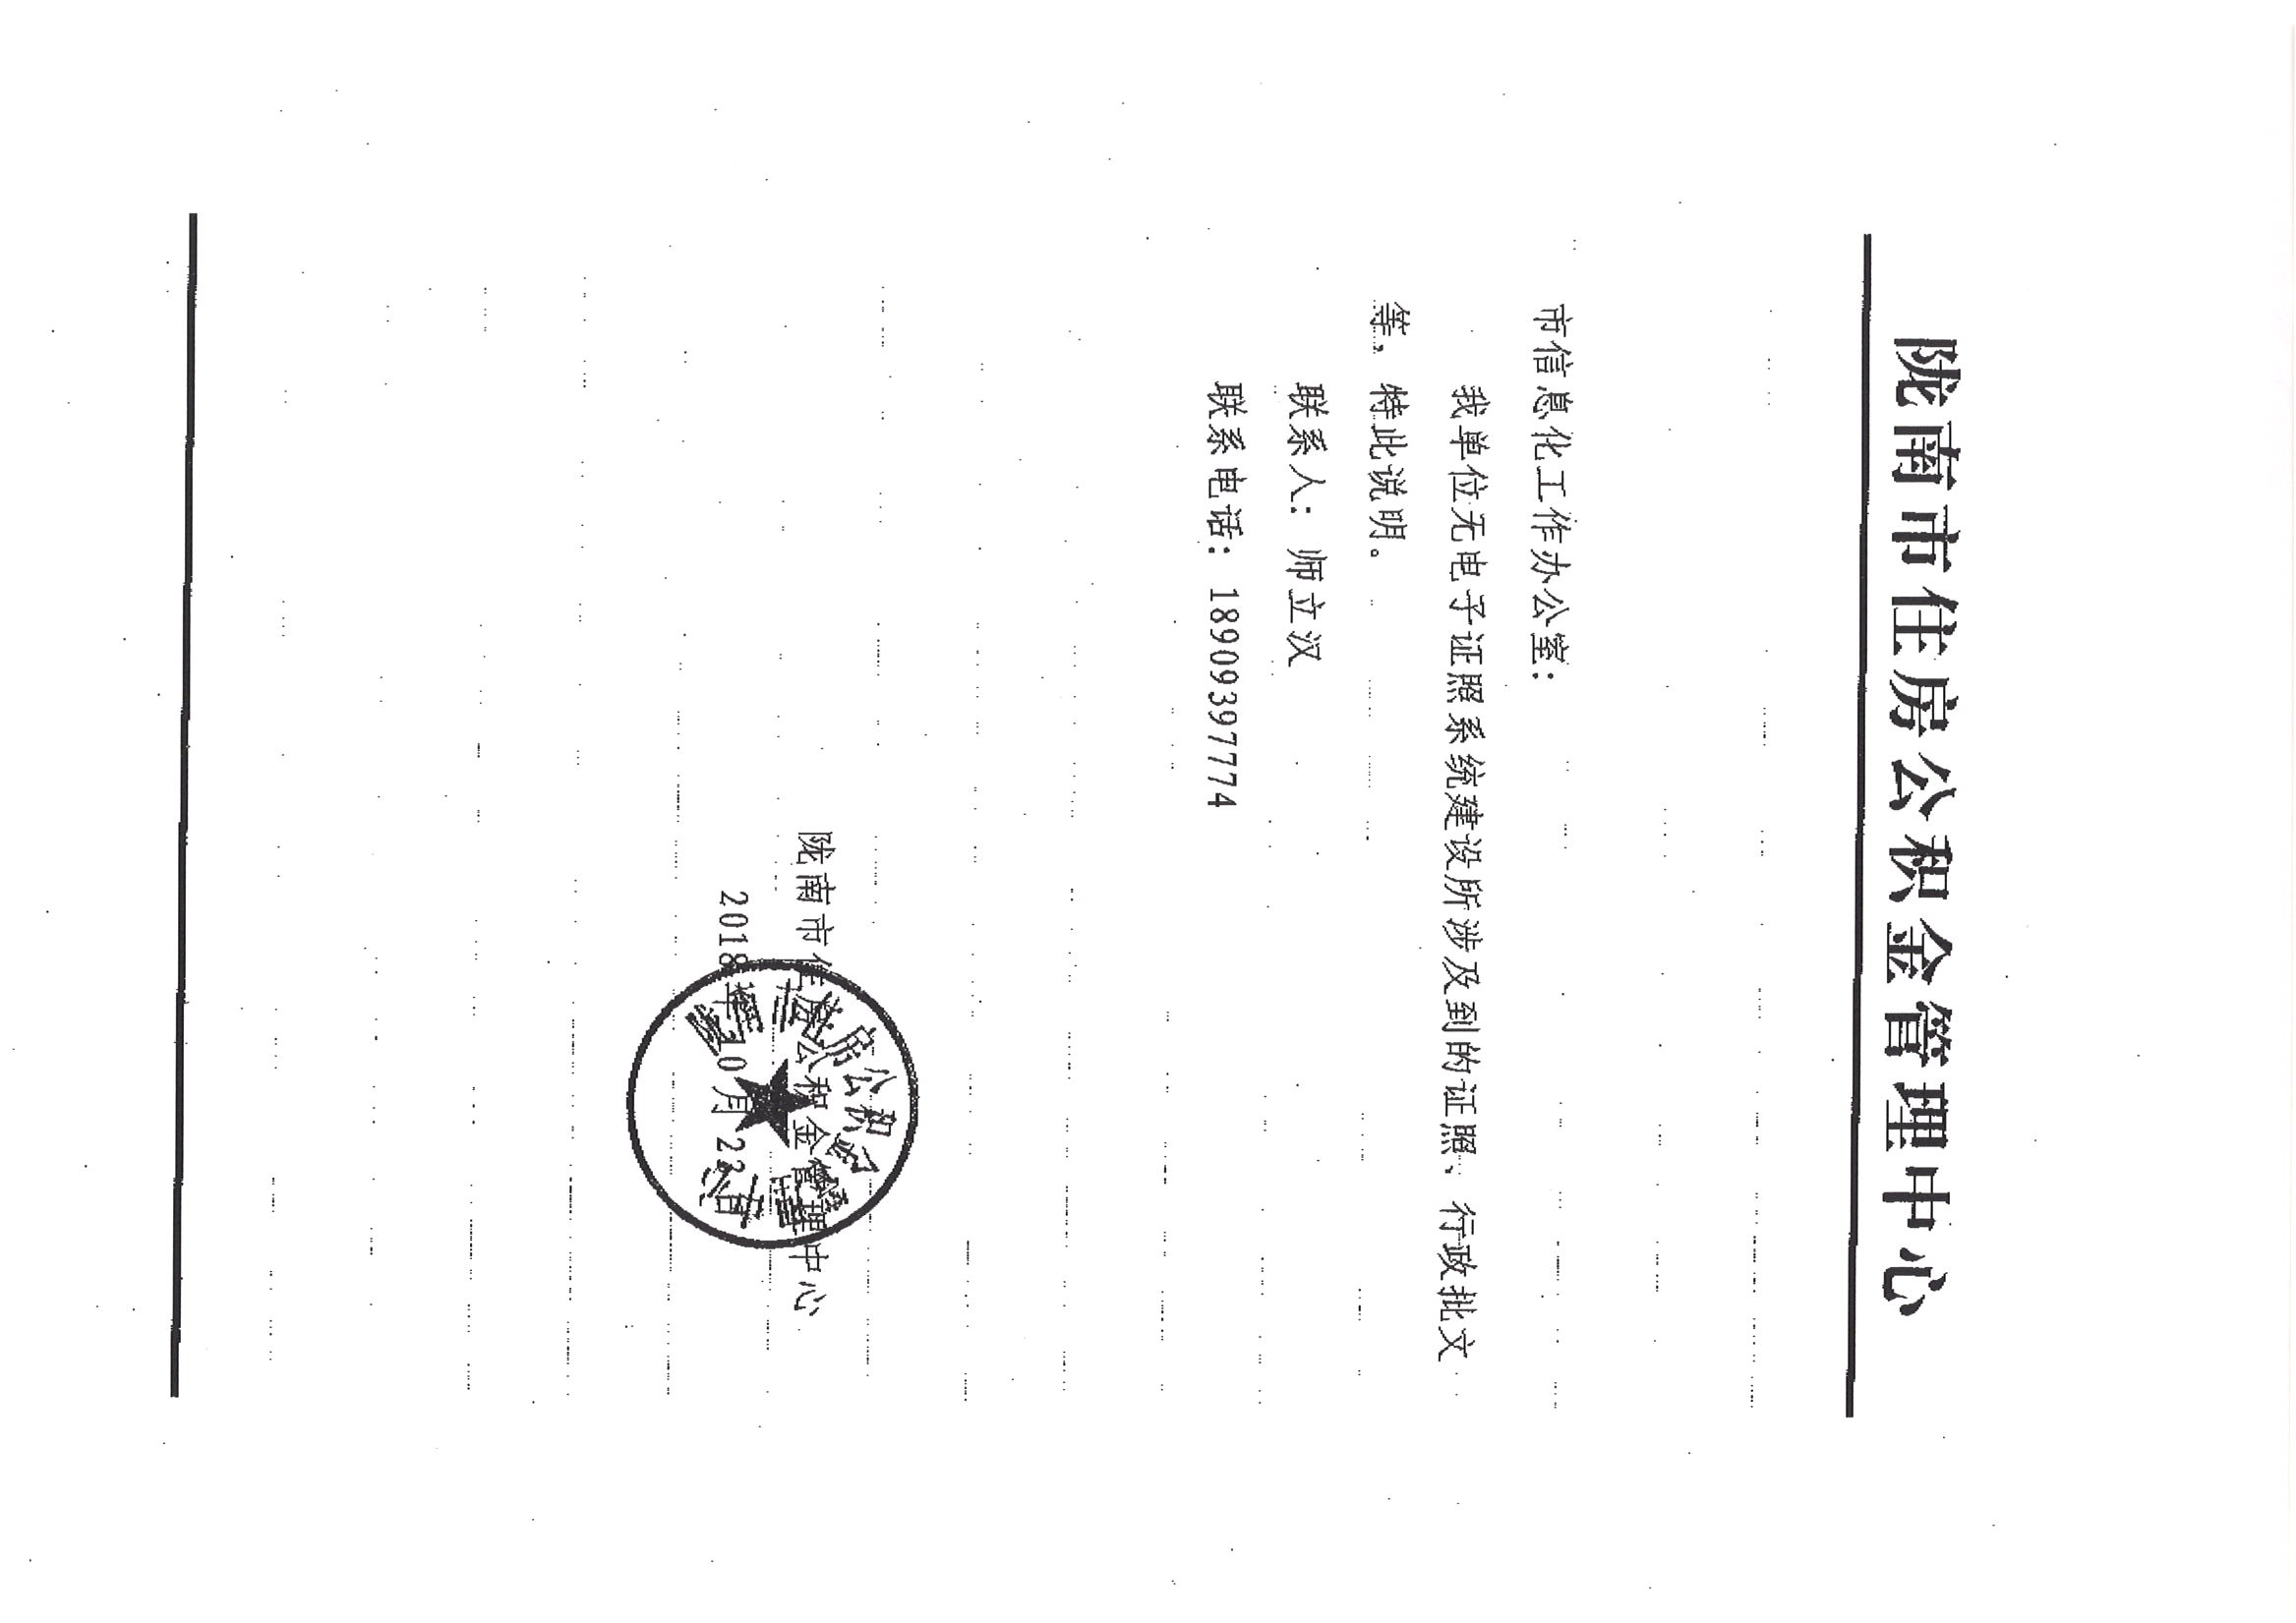 陇南市住房公积金管理中心
市信息化工作办公室：
我单位无电子证照系统建设所涉及到的证照、行政批文
等，特此说明。
联系人：师立汉
联系电话：18909397774
陇南市住房公积金管理中心
陇南市住房公积金管理中心
2018年10月23日